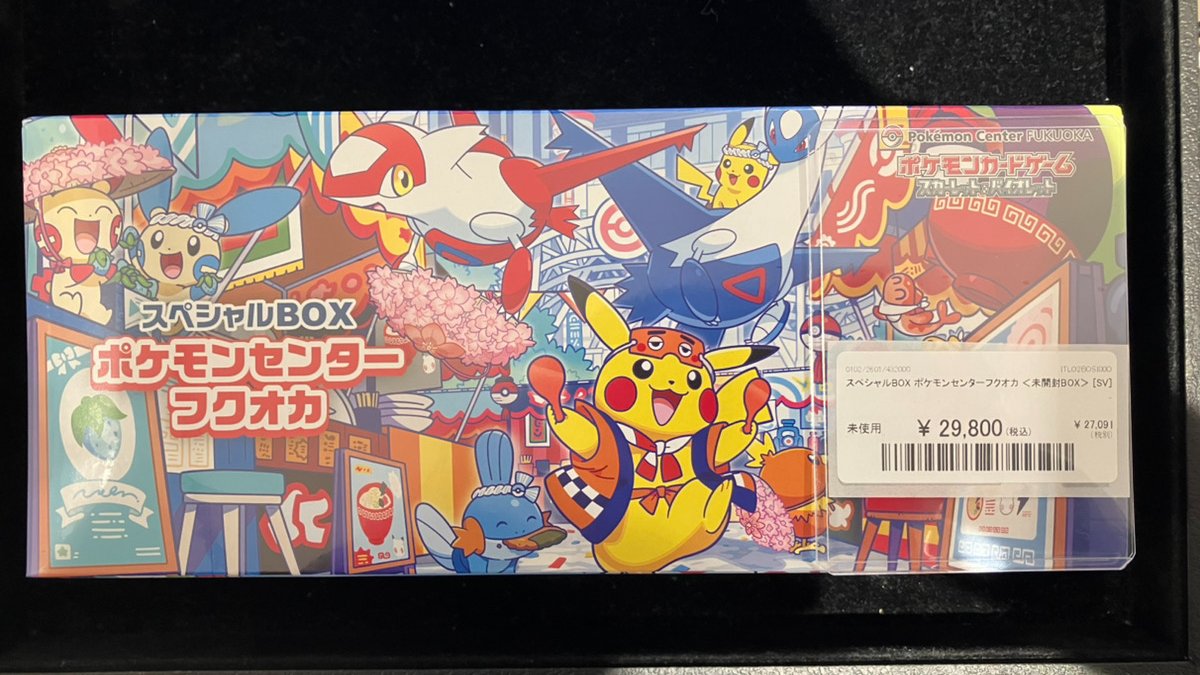 Pokémon Center FUKUOKA
ポケモンカードゲーム
スカーレット&バイオレット
スペシャルBOX
ポケモンセンター
フクオカ
スペシャルBOX ポケモンセンターフクオカ <未開封BOX> [SV]
未使用
¥ 29,800 (税込)
¥ 27,091
(税別)